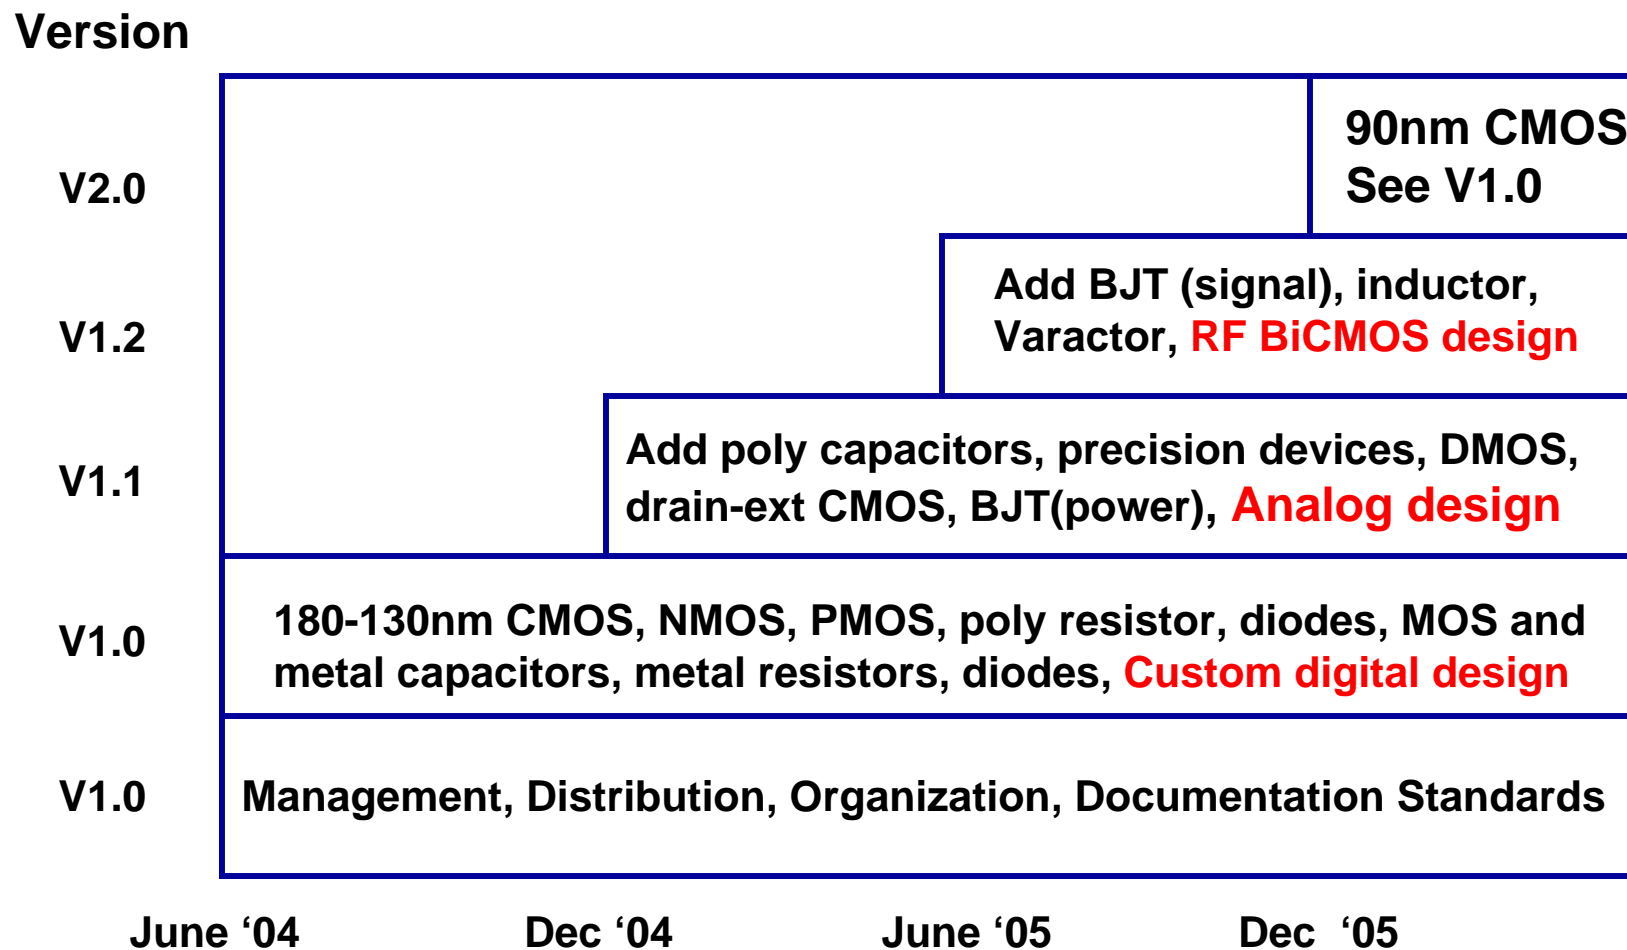 Version
V2.0
90nm CMOS
See V1.0
V1.2
Add BJT (signal), inductor,
Varactor, RF BiCMOS design
V1.1
Add poly capacitors, precision devices, DMOS,
drain-ext CMOS, BJT(power), Analog design
V1.0
180-130nm CMOS, NMOS, PMOS, poly resistor, diodes, MOS and
metal capacitors, metal resistors, diodes, Custom digital design
V1.0
Management, Distribution, Organization, Documentation Standards
June ‘04
Dec ‘04
June ‘05
Dec ‘05